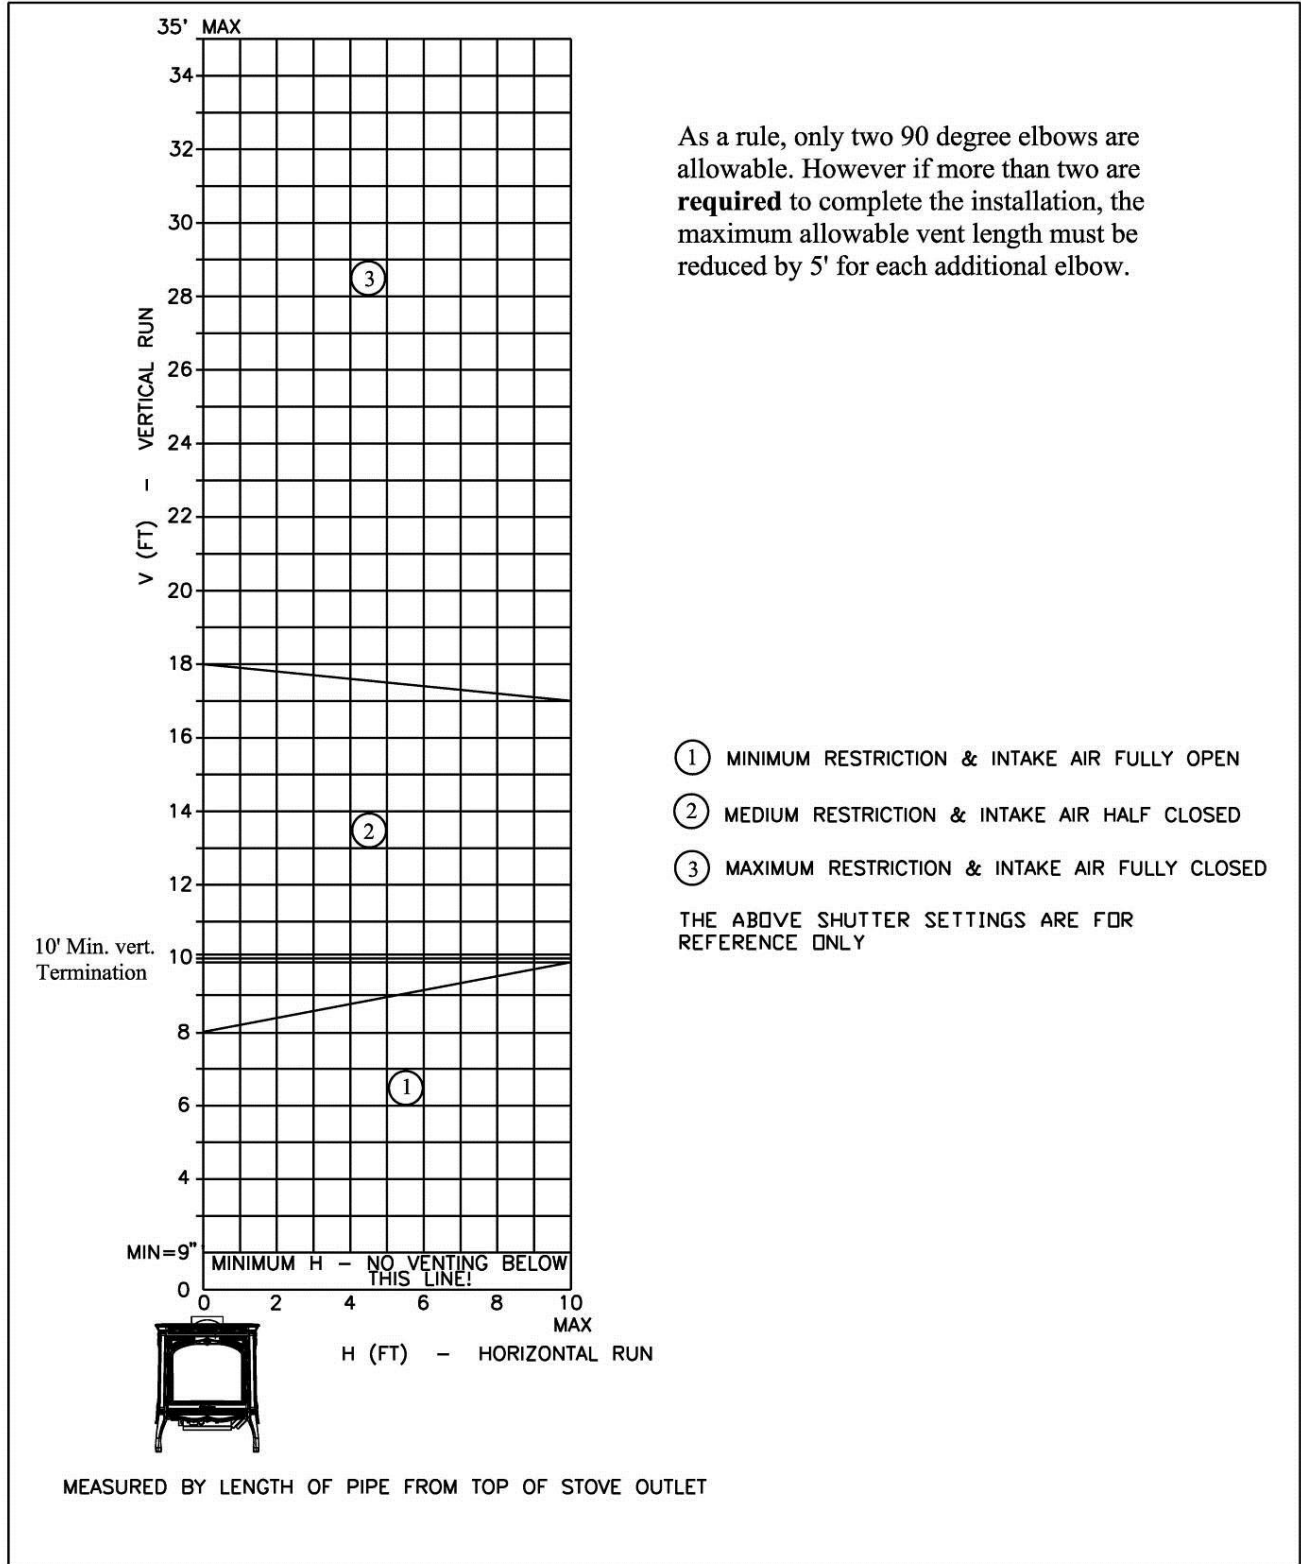 35' MAX
34
32
30
28
26
24
22
20
18
16
14
12
10
8
6
4
MIN=9"
0
V (FT) – VERTICAL RUN
3
2
1
10' Min. vert.
Termination
MINIMUM H – NO VENTING BELOW
THIS LINE!
0 2 4 6 8 10
MAX
H (FT) – HORIZONTAL RUN
MEASURED BY LENGTH OF PIPE FROM TOP OF STOVE OUTLET
As a rule, only two 90 degree elbows are
allowable. However if more than two are
required to complete the installation, the
maximum allowable vent length must be
reduced by 5' for each additional elbow.
1 MINIMUM RESTRICTION & INTAKE AIR FULLY OPEN
2 MEDIUM RESTRICTION & INTAKE AIR HALF CLOSED
3 MAXIMUM RESTRICTION & INTAKE AIR FULLY CLOSED
THE ABOVE SHUTTER SETTINGS ARE FOR
REFERENCE ONLY